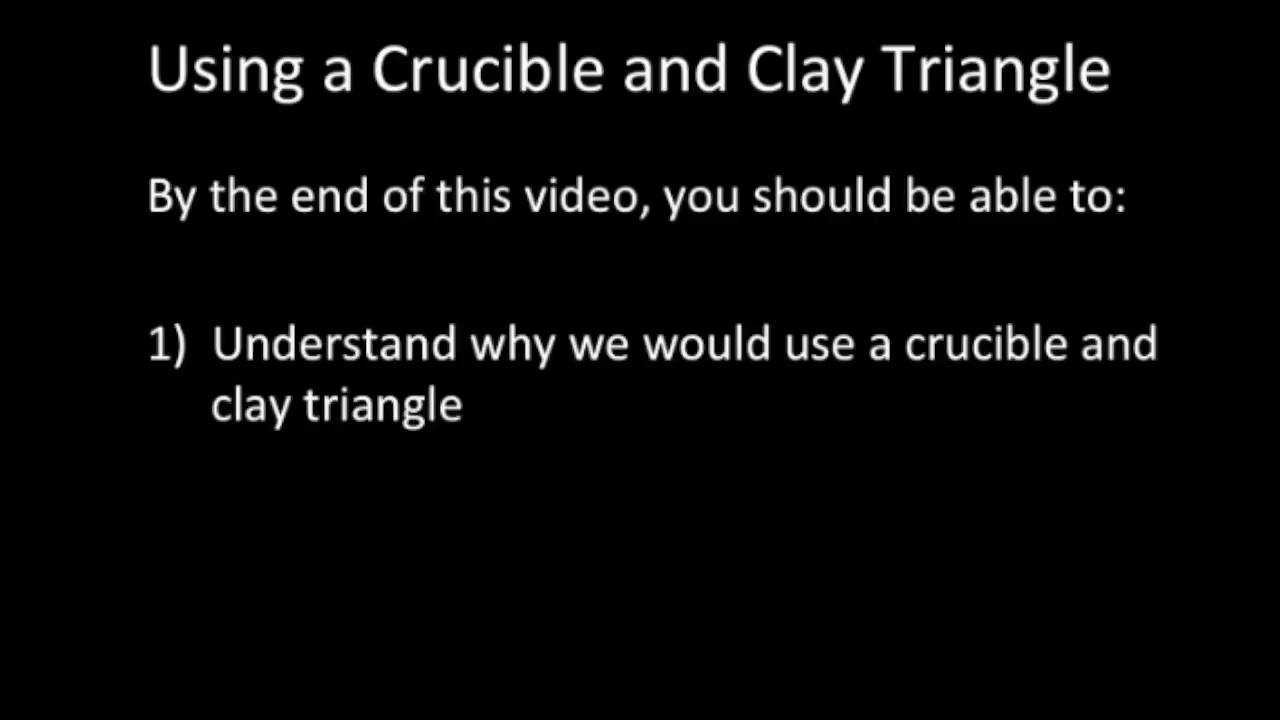 Using a Crucible and Clay Triangle
By the end of this video, you should be able to:
1) Understand why we would use a crucible and
clay triangle